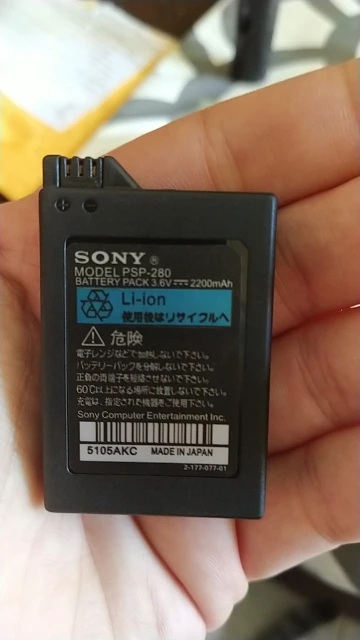 + -
SONY ®
MODEL PSP-280
BATTERY PACK 3.6V ⎓ 2200mAh
Li-ion
使用後はリサイクルへ
危険
電子レンジなどで加熱しないで下さい。
バッテリーパックを分解しないで下さい。
正負の両端子を短絡させないで下さい。
60℃以上になる場所に放置しないで下さい。
充電は、指定された機器をご使用下さい。
Sony Computer Entertainment Inc.
5105AKC MADE IN JAPAN
2-177-077-01